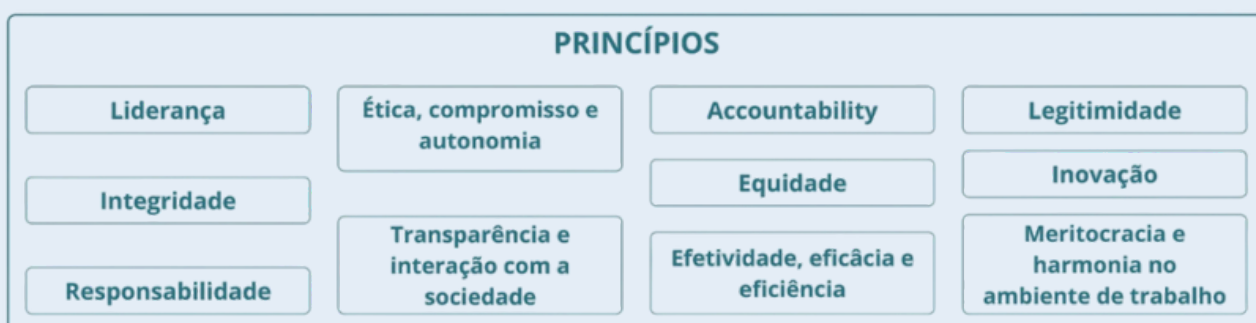 PRINCÍPIOS
Liderança
Integridade
Responsabilidade
Ética, compromisso e
autonomia
Transparência e
interação com a
sociedade
Accountability
Equidade
Efetividade, eficâcia e
eficiência
Legitimidade
Inovação
Meritocracia e
harmonia no
ambiente de trabalho